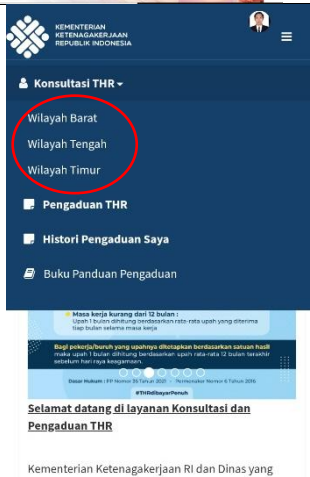 KEMENTERIAN
KETENAGAKERJAAN
REPUBLIK INDONESIA
Konsultasi THR
Wilayah Barat
Wilayah Tengah
Wilayah Timur
Pengaduan THR
Histori Pengaduan Saya
Buku Panduan Pengaduan
Masa kerja kurang dari 12 bulan :
Upah 1 bulan dihitung berdasarkan rata-rata upah yang diterima
tiap bulan selama masa kerja
Bagi pekerja/buruh yang upahnya ditetapkan berdasarkan satuan hasil
maka upah 1 bulan dihitung berdasarkan upah rata-rata 12 bulan terakhir
sebelum hari raya keagamaan.
Dasar Hukum : PP Nomor 36 Tahun 2021 - Permenaker Nomor 6 Tahun 2016
#THRdibayarPenuh
Selamat datang di layanan Konsultasi dan
Pengaduan THR
Kementerian Ketenagakerjaan RI dan Dinas yang